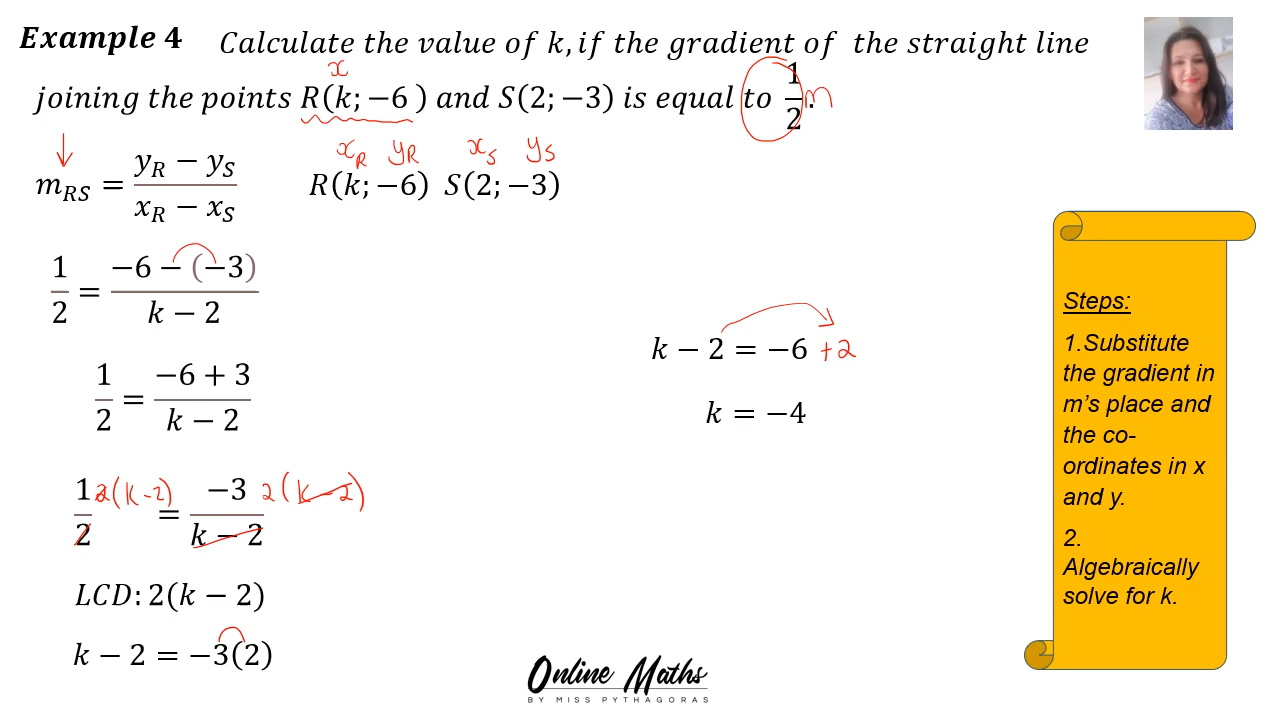 Example 4 Calculate the value of k, if the gradient of the straight line
x
joining the points R(k; −6 ) and S(2; −3) is equal to 1/2. m
x_R y_R x_S y_S
m_RS = (y_R − y_S)/(x_R − x_S) R(k; −6) S(2; −3)
1/2 = (−6 − (−3))/(k − 2)
1/2 = (−6 + 3)/(k − 2)
1/2 2(k-2) = −3/(k − 2) 2(k-2)
LCD: 2(k − 2)
k − 2 = −3(2)
k − 2 = −6 +2
k = −4
Steps:
1.Substitute
the gradient in
m’s place and
the co-
ordinates in x
and y.
2.
Algebraically
solve for k.
Online Maths
BY MISS PYTHAGORAS